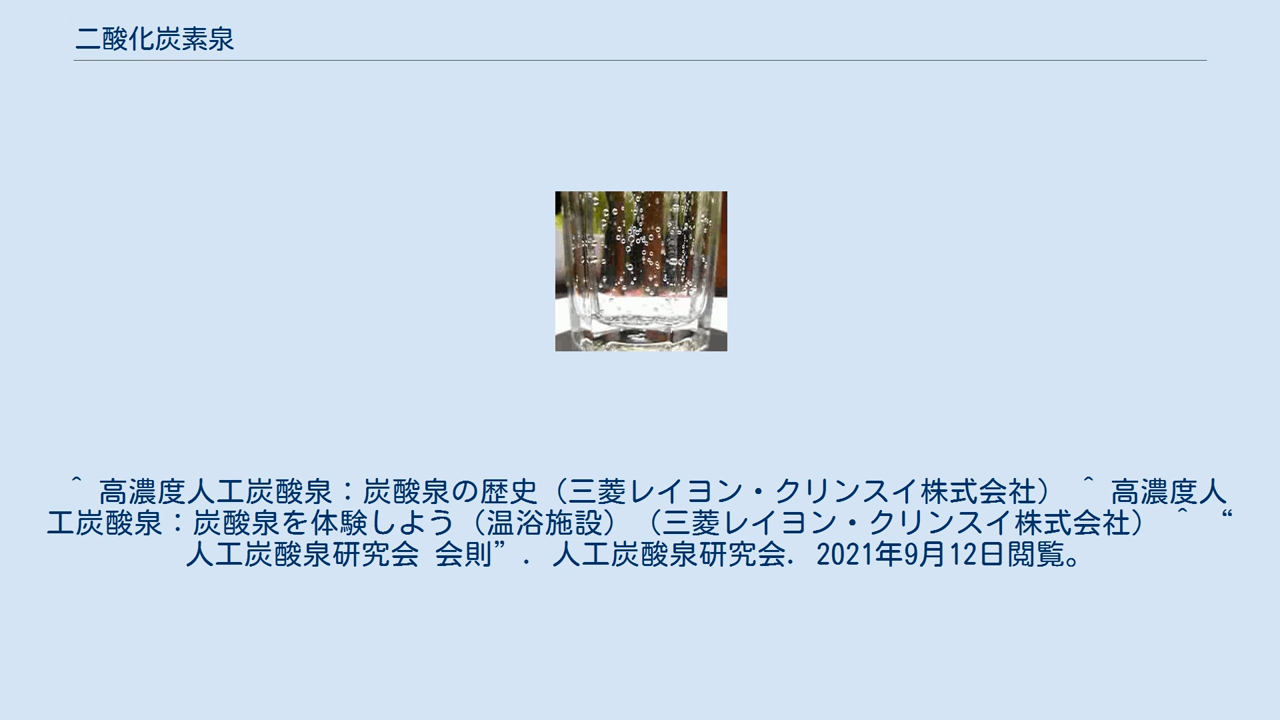 二酸化炭素泉
^ 高濃度人工炭酸泉：炭酸泉の歴史（三菱レイヨン・クリンスイ株式会社） ^ 高濃度人
工炭酸泉：炭酸泉を体験しよう（温浴施設）（三菱レイヨン・クリンスイ株式会社） ^ “
人工炭酸泉研究会 会則”. 人工炭酸泉研究会. 2021年9月12日閲覧。